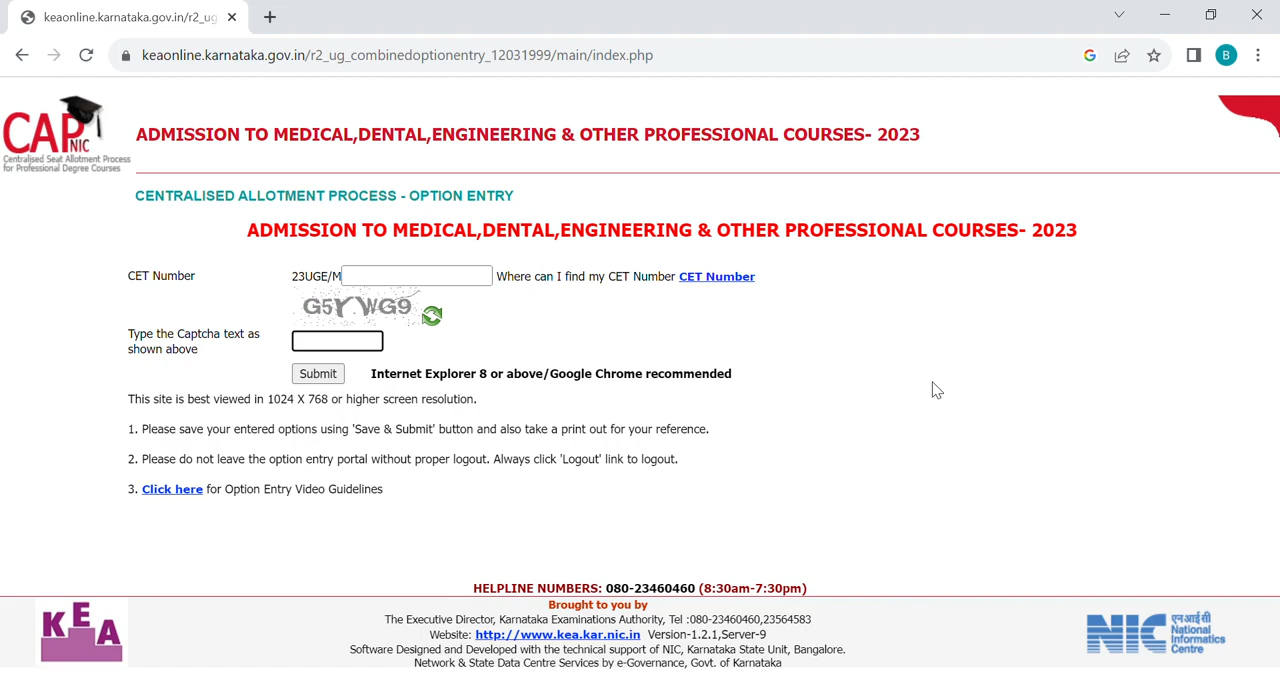 keaonline.karnataka.gov.in/r2_ug
keaonline.karnataka.gov.in/r2_ug_combinedoptionentry_12031999/main/index.php
B
CAP NIC
Centralised Seat Allotment Process
for Professional Degree Courses
ADMISSION TO MEDICAL,DENTAL,ENGINEERING & OTHER PROFESSIONAL COURSES- 2023
CENTRALISED ALLOTMENT PROCESS - OPTION ENTRY
ADMISSION TO MEDICAL,DENTAL,ENGINEERING & OTHER PROFESSIONAL COURSES- 2023
CET Number 23UGE/M Where can I find my CET Number CET Number
G5YWG9
Type the Captcha text as
shown above
Submit Internet Explorer 8 or above/Google Chrome recommended
This site is best viewed in 1024 X 768 or higher screen resolution.
1. Please save your entered options using 'Save & Submit' button and also take a print out for your reference.
2. Please do not leave the option entry portal without proper logout. Always click 'Logout' link to logout.
3. Click here for Option Entry Video Guidelines
HELPLINE NUMBERS: 080-23460460 (8:30am-7:30pm)
Brought to you by
The Executive Director, Karnataka Examinations Authority, Tel :080-23460460,23564583
Website: http://www.kea.kar.nic.in Version-1.2.1,Server-9
Software Designed and developed with the technical support of NIC, Karnataka State Unit, Bangalore.
Network & State Data Centre Services by e-Governance, Govt. of Karnataka
KEA
NIC
एन आई सी
National
Informatics
Centre